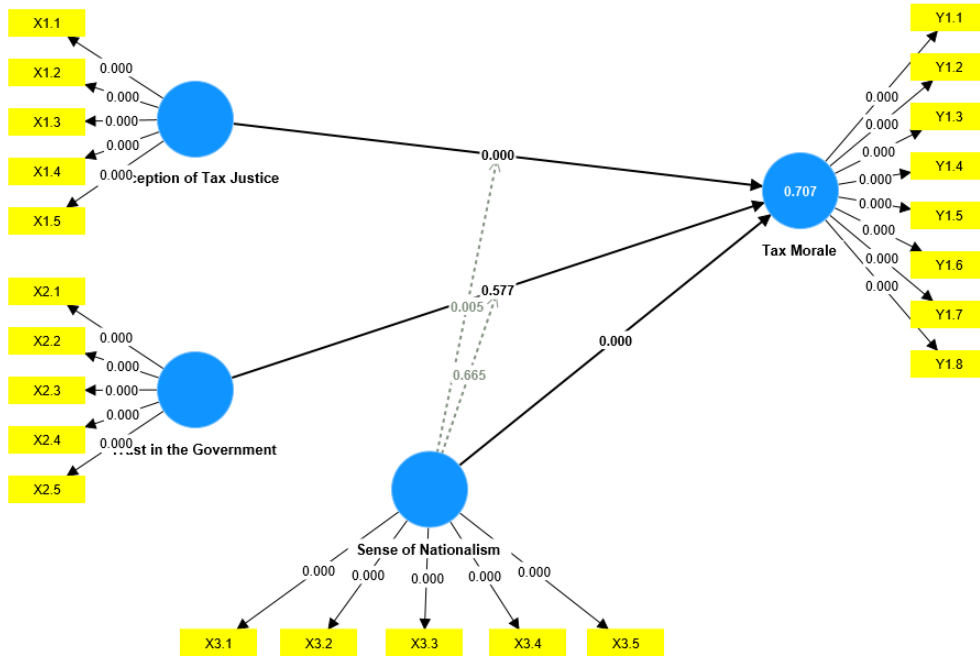 X1.1
X1.2
X1.3
X1.4
X1.5
0.000
0.000
0.000
0.000
0.000
ception of Tax Justice
X2.1
X2.2
X2.3
X2.4
X2.5
0.000
0.000
0.000
0.000
0.000
in the Government
0.000
0.577
0.005
0.665
0.000
0.707
Tax Morale
0.000
0.000
0.000
0.000
0.000
0.000
0.000
0.000
Y1.1
Y1.2
Y1.3
Y1.4
Y1.5
Y1.6
Y1.7
Y1.8
Sense of Nationalism
0.000
0.000
0.000
0.000
0.000
X3.1
X3.2
X3.3
X3.4
X3.5